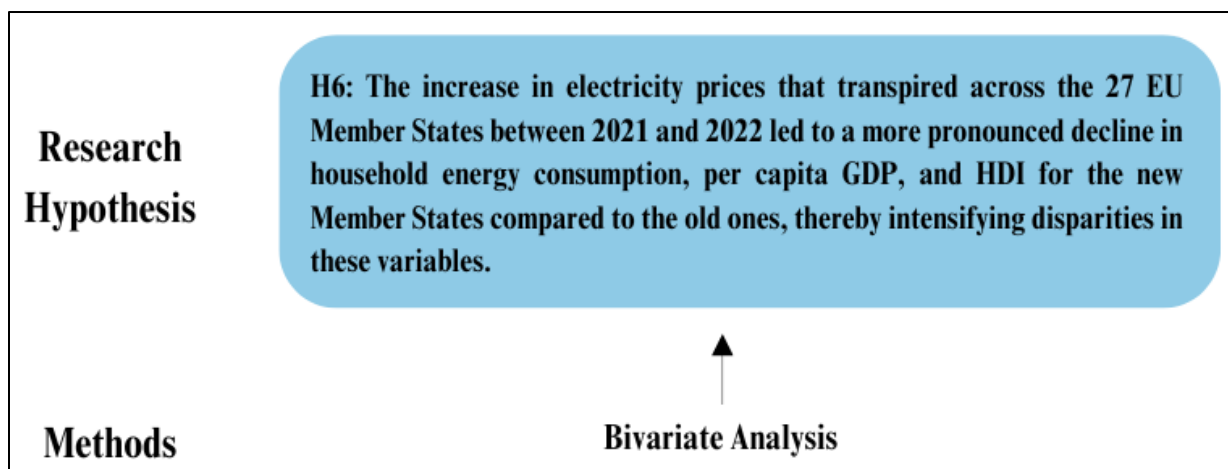 Research
Hypothesis
H6: The increase in electricity prices that transpired across the 27 EU
Member States between 2021 and 2022 led to a more pronounced decline in
household energy consumption, per capita GDP, and HDI for the new
Member States compared to the old ones, thereby intensifying disparities in
these variables.
Methods
Bivariate Analysis